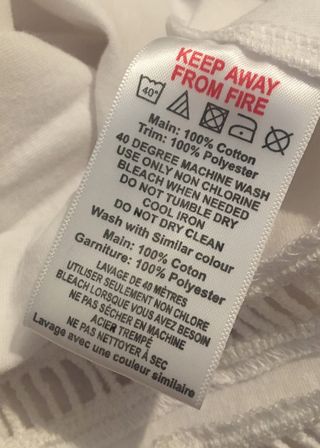 KEEP AWAY
FROM FIRE
40°
Main: 100% Cotton
Trim: 100% Polyester
40 DEGREE MACHINE WASH
USE ONLY NON CHLORINE
BLEACH WHEN NEEDED
DO NOT TUMBLE DRY
COOL IRON
DO NOT DRY CLEAN
Wash with Similar colour
Main: 100% Coton
Garniture: 100% Polyester
LAVAGE DE 40 MÈTRES
UTILISER SEULEMENT NON CHLORE
BLEACH LORSQUE VOUS AVEZ BESOIN
NE PAS SÉCHER EN MACHINE
ACIER TREMPÉ
NE PAS NETTOYER À SEC
Lavage avec une couleur similaire